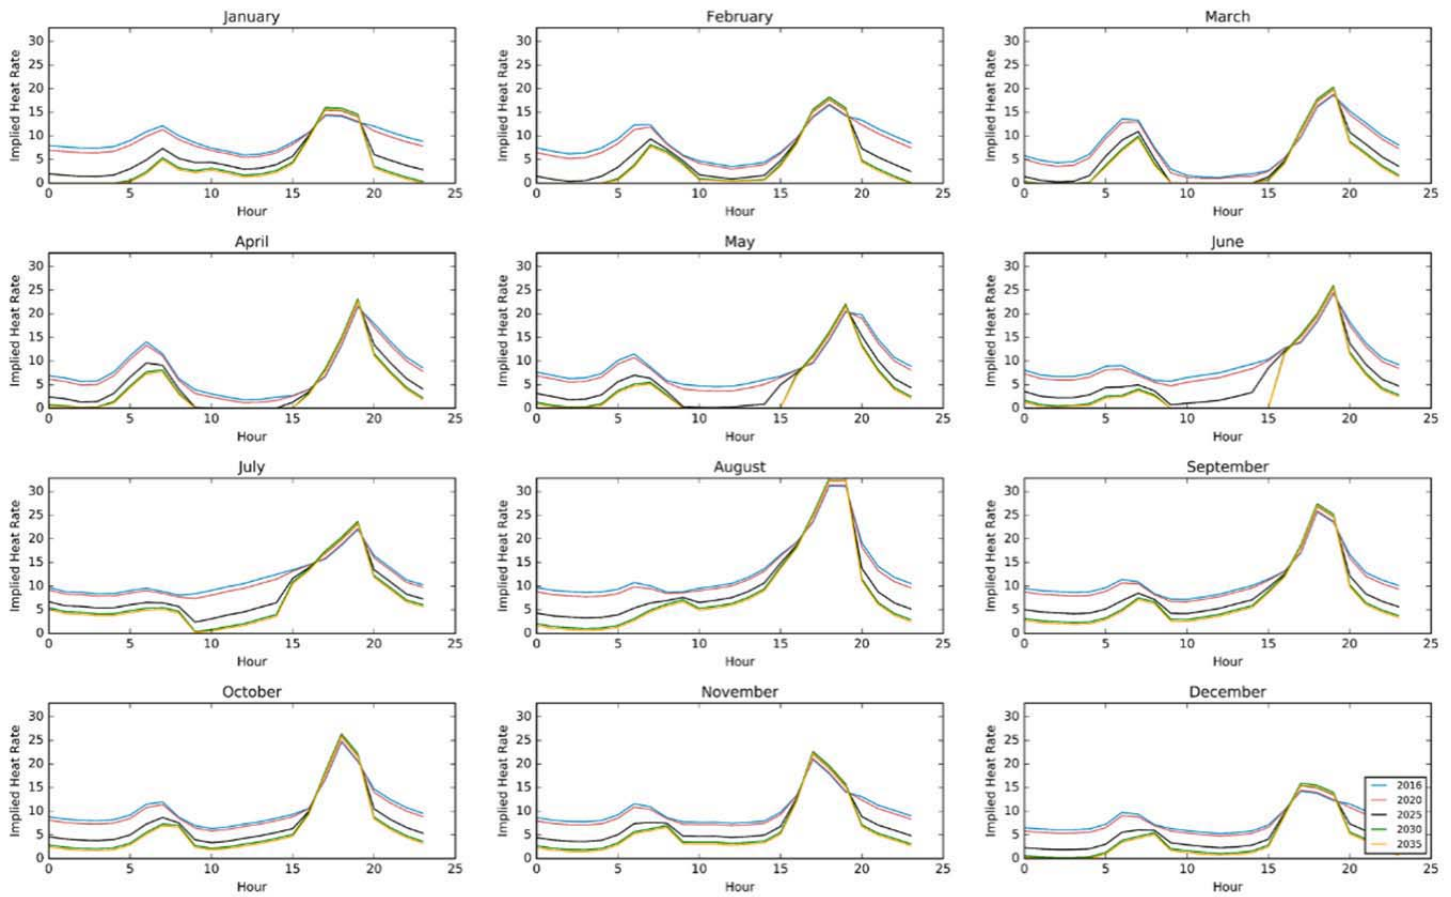 January
Implied Heat Rate
30
25
20
15
10
5
0
0 5 10 15 20 25
Hour
February
Implied Heat Rate
30
25
20
15
10
5
0
0 5 10 15 20 25
Hour
March
Implied Heat Rate
30
25
20
15
10
5
0
0 5 10 15 20 25
Hour
April
Implied Heat Rate
30
25
20
15
10
5
0
0 5 10 15 20 25
Hour
May
Implied Heat Rate
30
25
20
15
10
5
0
0 5 10 15 20 25
Hour
June
Implied Heat Rate
30
25
20
15
10
5
0
0 5 10 15 20 25
Hour
July
Implied Heat Rate
30
25
20
15
10
5
0
0 5 10 15 20 25
Hour
August
Implied Heat Rate
30
25
20
15
10
5
0
0 5 10 15 20 25
Hour
September
Implied Heat Rate
30
25
20
15
10
5
0
0 5 10 15 20 25
Hour
October
Implied Heat Rate
30
25
20
15
10
5
0
0 5 10 15 20 25
Hour
November
Implied Heat Rate
30
25
20
15
10
5
0
0 5 10 15 20 25
Hour
December
Implied Heat Rate
30
25
20
15
10
5
0
0 5 10 15 20 25
Hour
2016
2020
2025
2030
2035